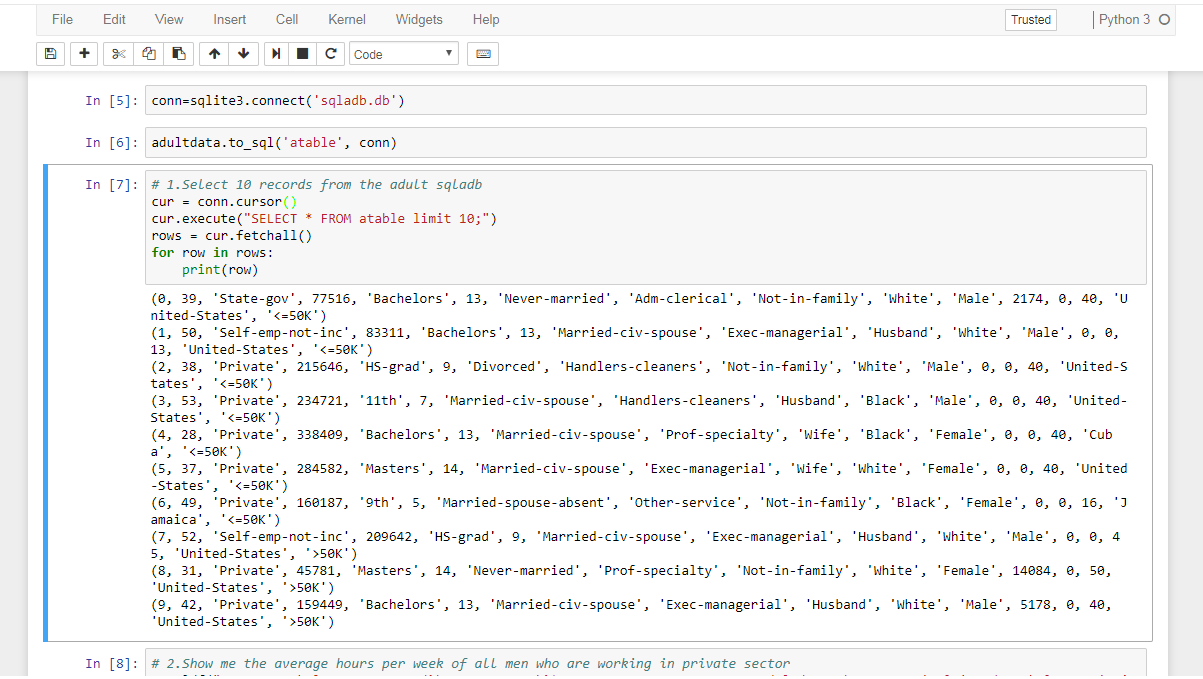 File Edit View Insert Cell Kernel Widgets Help Trusted Python 3
Code
In [5]: conn=sqlite3.connect('sqladb.db')
In [6]: adultdata.to_sql('atable', conn)
In [7]: # 1.Select 10 records from the adult sqladb
cur = conn.cursor()
cur.execute("SELECT * FROM atable limit 10;")
rows = cur.fetchall()
for row in rows:
    print(row)
(0, 39, 'State-gov', 77516, 'Bachelors', 13, 'Never-married', 'Adm-clerical', 'Not-in-family', 'White', 'Male', 2174, 0, 40, 'U
nited-States', '<=50K')
(1, 50, 'Self-emp-not-inc', 83311, 'Bachelors', 13, 'Married-civ-spouse', 'Exec-managerial', 'Husband', 'White', 'Male', 0, 0,
13, 'United-States', '<=50K')
(2, 38, 'Private', 215646, 'HS-grad', 9, 'Divorced', 'Handlers-cleaners', 'Not-in-family', 'White', 'Male', 0, 0, 40, 'United-S
tates', '<=50K')
(3, 53, 'Private', 234721, '11th', 7, 'Married-civ-spouse', 'Handlers-cleaners', 'Husband', 'Black', 'Male', 0, 0, 40, 'United-
States', '<=50K')
(4, 28, 'Private', 338409, 'Bachelors', 13, 'Married-civ-spouse', 'Prof-specialty', 'Wife', 'Black', 'Female', 0, 0, 40, 'Cub
a', '<=50K')
(5, 37, 'Private', 284582, 'Masters', 14, 'Married-civ-spouse', 'Exec-managerial', 'Wife', 'White', 'Female', 0, 0, 40, 'United
-States', '<=50K')
(6, 49, 'Private', 160187, '9th', 5, 'Married-spouse-absent', 'Other-service', 'Not-in-family', 'Black', 'Female', 0, 0, 16, 'J
amaica', '<=50K')
(7, 52, 'Self-emp-not-inc', 209642, 'HS-grad', 9, 'Married-civ-spouse', 'Exec-managerial', 'Husband', 'White', 'Male', 0, 0, 4
5, 'United-States', '>50K')
(8, 31, 'Private', 45781, 'Masters', 14, 'Never-married', 'Prof-specialty', 'Not-in-family', 'White', 'Female', 14084, 0, 50,
'United-States', '>50K')
(9, 42, 'Private', 159449, 'Bachelors', 13, 'Married-civ-spouse', 'Exec-managerial', 'Husband', 'White', 'Male', 5178, 0, 40,
'United-States', '>50K')
In [8]: # 2.Show me the average hours per week of all men who are working in private sector